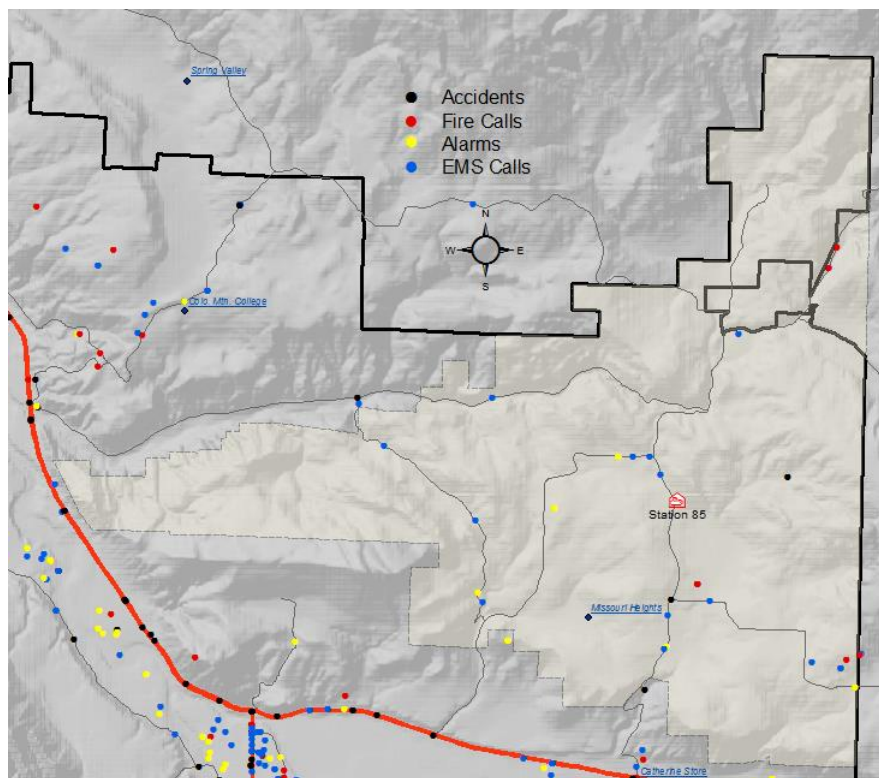 Spring Valley
Accidents
Fire Calls
Alarms
EMS Calls
N
W E
S
Colo. Mtn. College
Station 85
Missouri Heights
Catherine Store